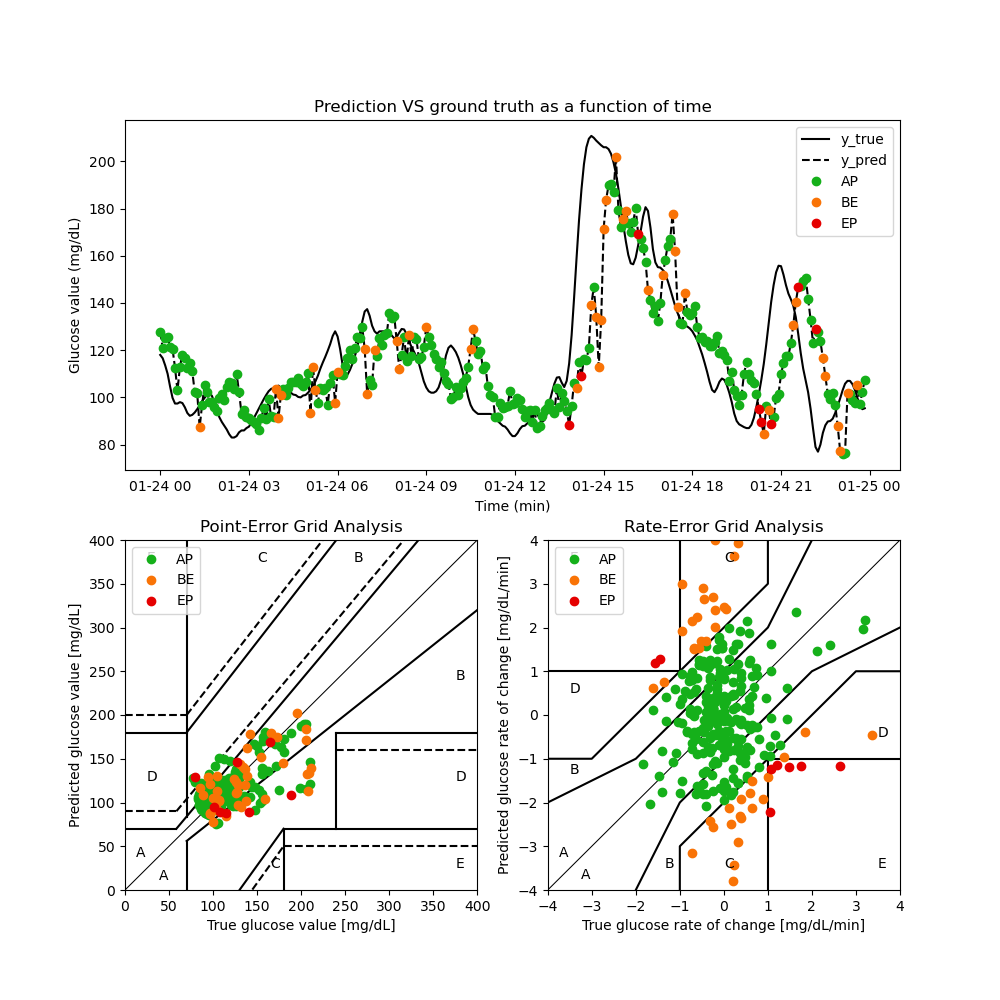 Prediction VS ground truth as a function of time
Glucose value (mg/dL)
200
180
160
140
120
100
80
y_true
y_pred
AP
BE
EP
01-24 00 01-24 03 01-24 06 01-24 09 01-24 12 01-24 15 01-24 18 01-24 21 01-25 00
Time (min)
Point-Error Grid Analysis
Predicted glucose value [mg/dL]
400
350
300
250
200
150
100
50
0
AP
BE
EP
C
B
B
D
D
A
A
C
E
0 50 100 150 200 250 300 350 400
True glucose value [mg/dL]
Rate-Error Grid Analysis
Predicted glucose rate of change [mg/dL/min]
4
3
2
1
0
−1
−2
−3
−4
AP
BE
EP
C
D
D
B
A
A
B
C
E
−4 −3 −2 −1 0 1 2 3 4
True glucose rate of change [mg/dL/min]